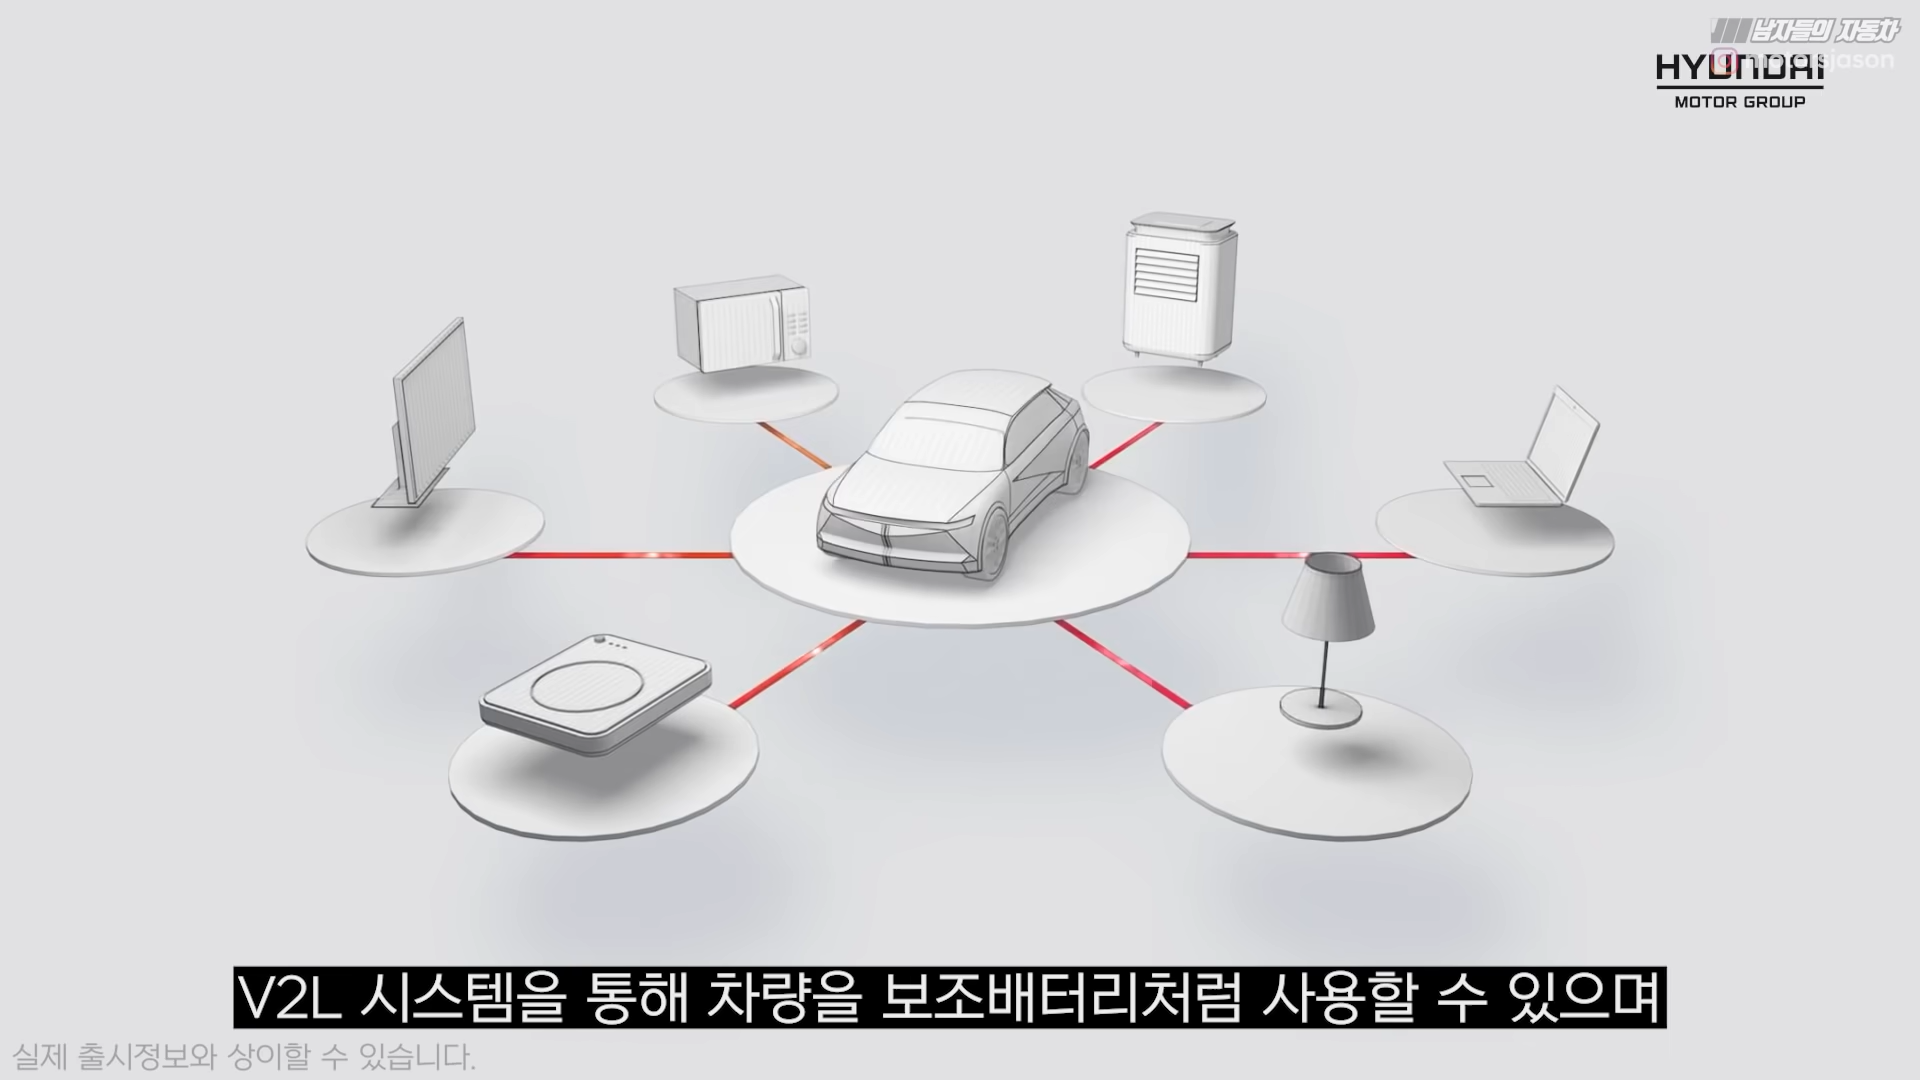 남자들의 자동차
motorsjason
HYUNDAI
MOTOR GROUP
V2L 시스템을 통해 차량을 보조배터리처럼 사용할 수 있으며
실제 출시정보와 상이할 수 있습니다.